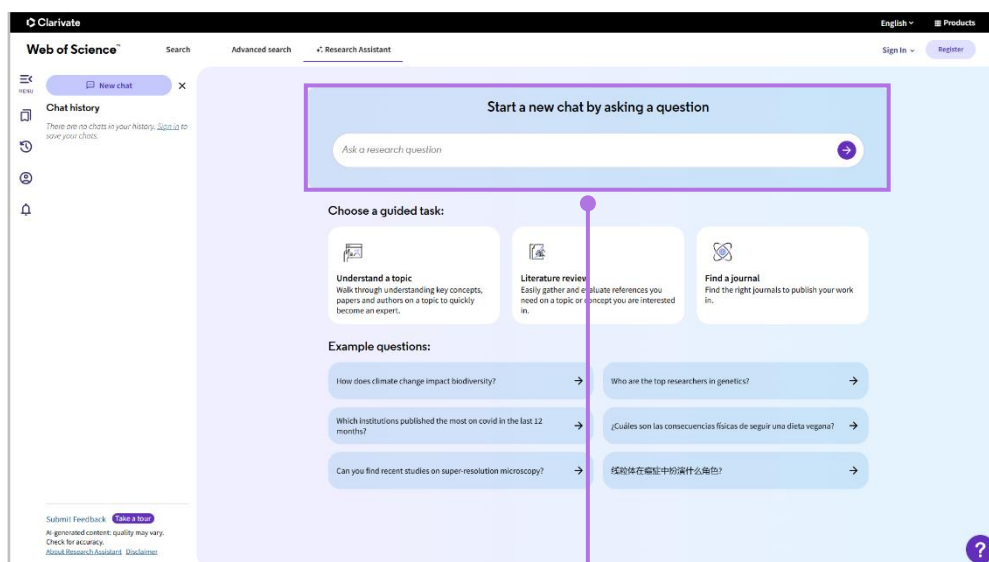 Clarivate
English
Products
Web of Science™
Search
Advanced search
Research Assistant
Sign In
Register
MENU
New chat
Chat history
There are no chats in your history. Sign in to
save your chats.
Start a new chat by asking a question
Ask a research question
Choose a guided task:
Understand a topic
Walk through understanding key concepts,
papers and authors on a topic to quickly
become an expert.
Literature review
Easily gather and evaluate references you
need on a topic or concept you are interested
in.
Find a journal
Find the right journals to publish your work
in.
Example questions:
How does climate change impact biodiversity?
Who are the top researchers in genetics?
Which institutions published the most on covid in the last 12
months?
¿Cuáles son las consecuencias físicas de seguir una dieta vegana?
Can you find recent studies on super-resolution microscopy?
线粒体在癌症中扮演什么角色?
Submit Feedback
Take a tour
AI-generated content: quality may vary.
Check for accuracy.
About Research Assistant Disclaimer
?